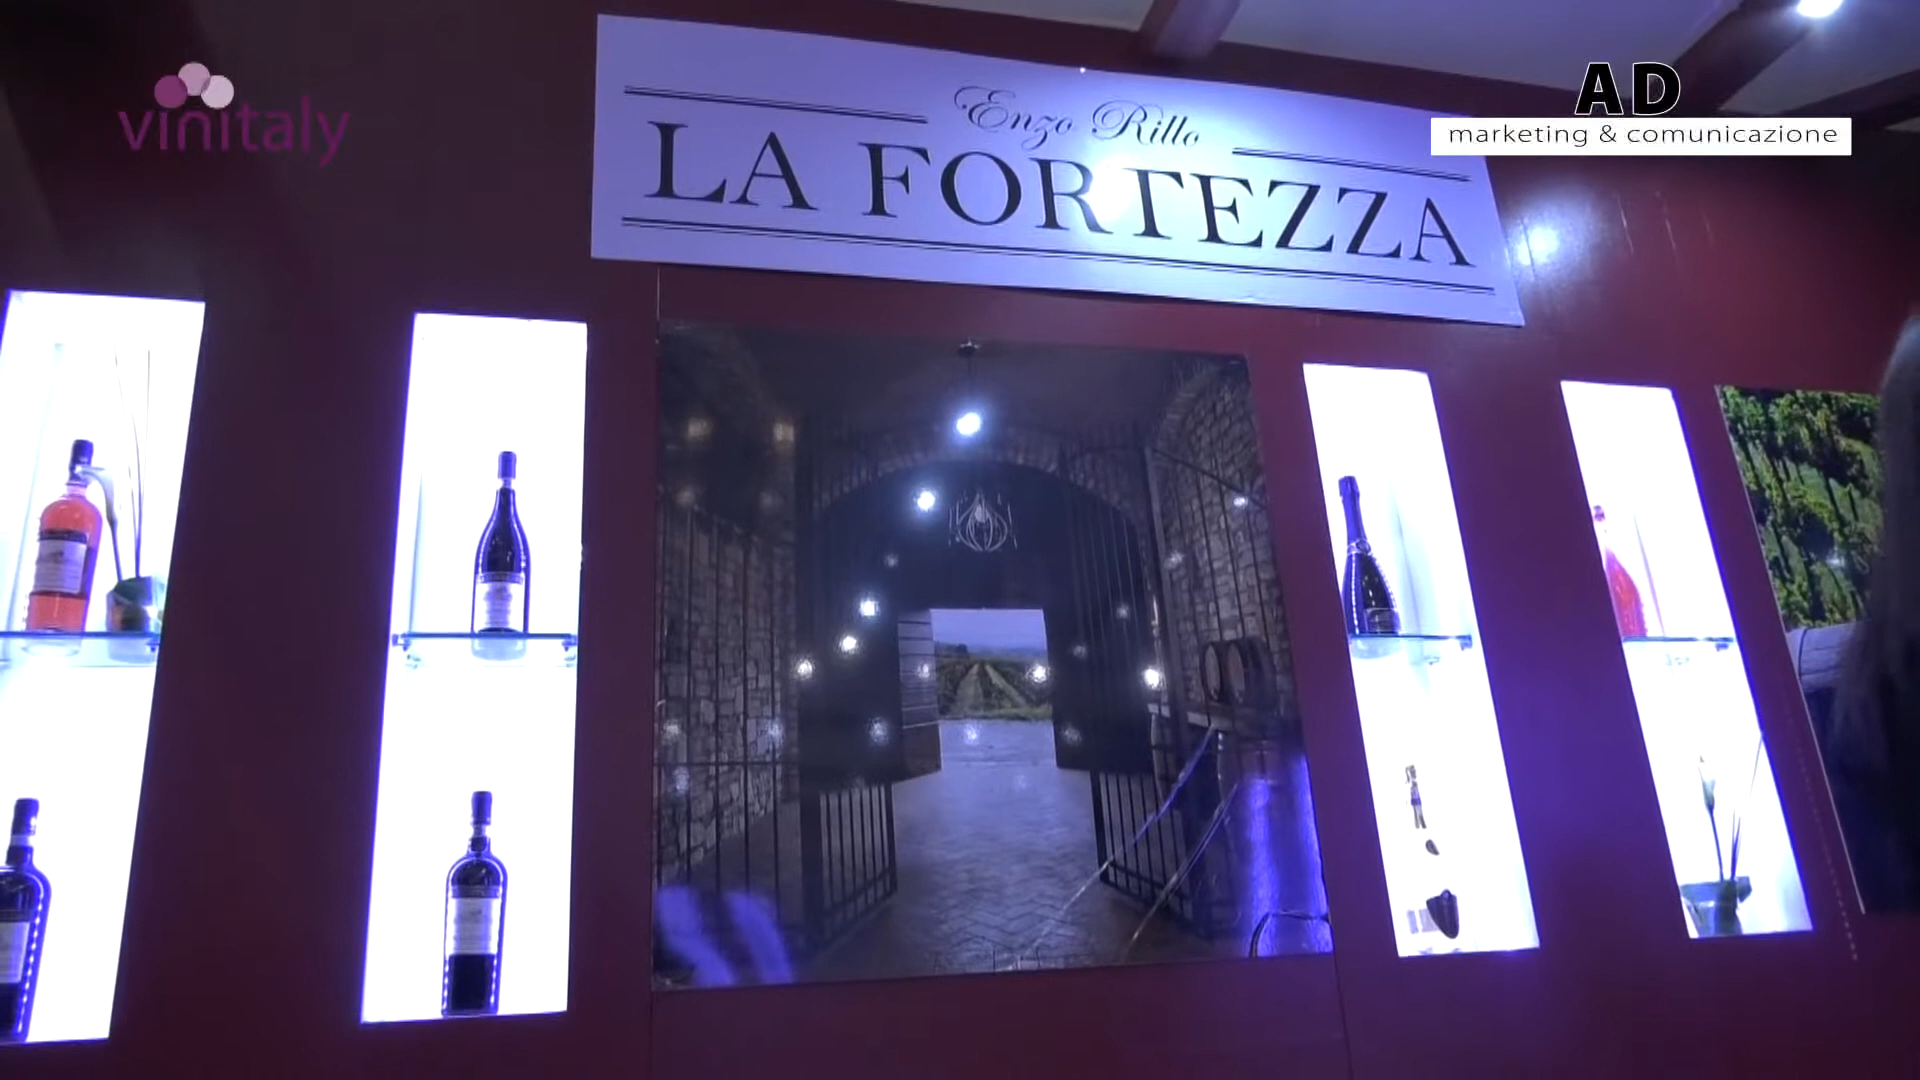 vinitaly
AD
marketing & comunicazione
Enzo Rillo
LA FORTEZZA